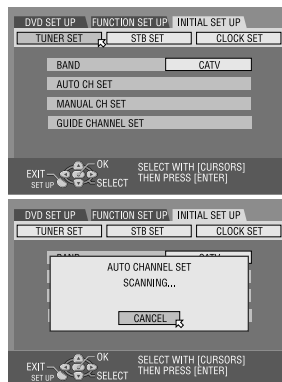 DVD SET UP FUNCTION SET UP INITIAL SET UP
TUNER SET STB SET CLOCK SET
BAND CATV
AUTO CH SET
MANUAL CH SET
GUIDE CHANNEL SET
EXIT OK SELECT WITH [CURSORS]
SET UP SELECT THEN PRESS [ENTER]
DVD SET UP FUNCTION SET UP INITIAL SET UP
TUNER SET STB SET CLOCK SET
BAND CATV
AUTO CHANNEL SET
SCANNING...
CANCEL
EXIT OK SELECT WITH [CURSORS]
SET UP SELECT THEN PRESS [ENTER]